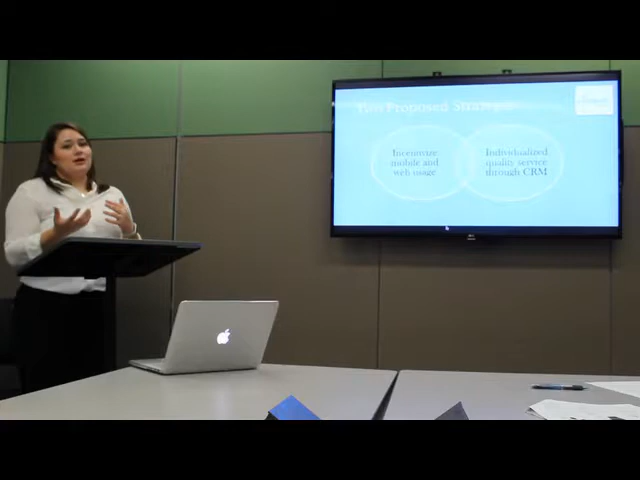 Two Proposed Strategies
Incentivize
mobile and
web usage
Individualized
quality service
through CRM